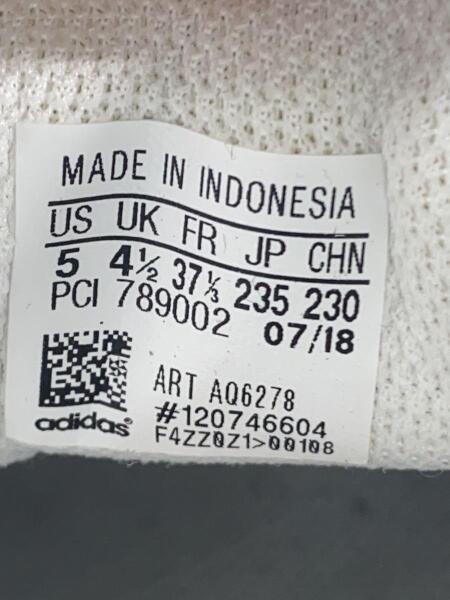 MADE IN INDONESIA
US UK FR JP CHN
5 4½ 37⅓ 235 230
PCI 789002 07/18
ART AQ6278
#120746604
adidas®
F4ZZ0Z1>00108